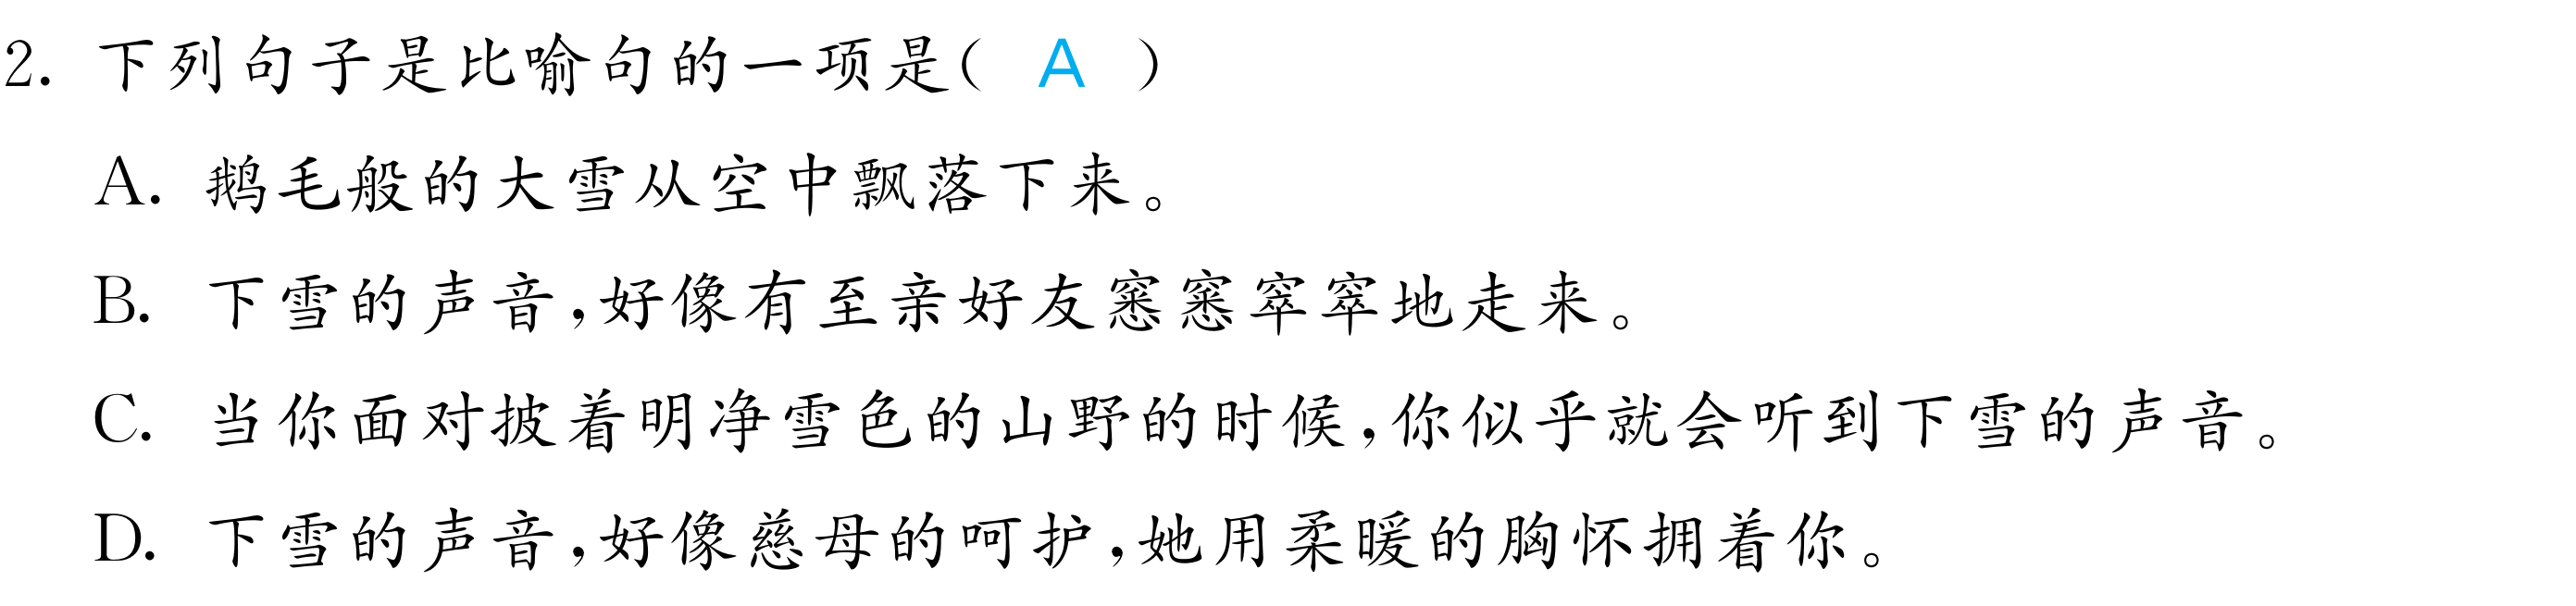 2. 下列句子是比喻句的一项是( A )
A. 鹅毛般的大雪从空中飘落下来。
B. 下雪的声音,好像有至亲好友窸窸窣窣地走来。
C. 当你面对披着明净雪色的山野的时候,你似乎就会听到下雪的声音。
D. 下雪的声音,好像慈母的呵护,她用柔暖的胸怀拥着你。